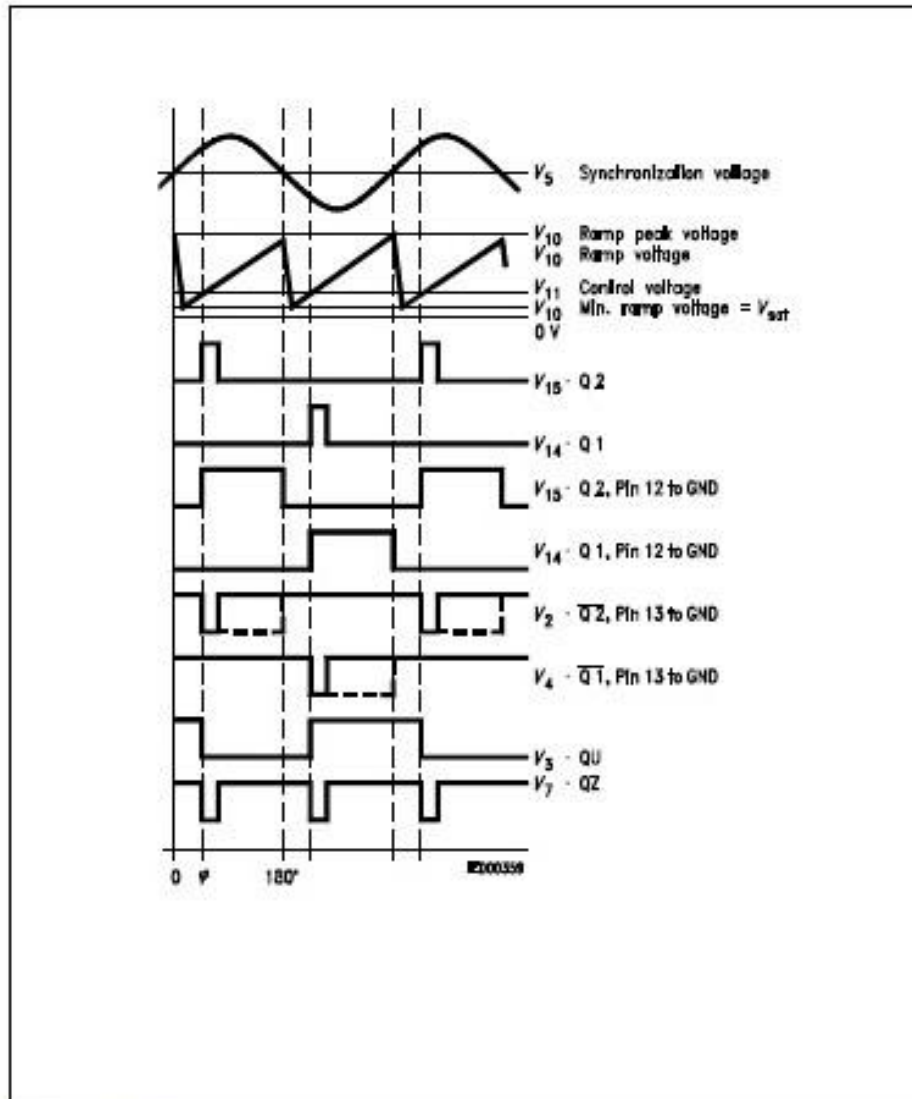 V5 Synchronization voltage
V10 Ramp peak voltage
V10 Ramp voltage
V11 Control voltage
V10 Min. ramp voltage = Vsat
0 V
V15 - Q 2
V14 - Q 1
V15 - Q 2, Pin 12 to GND
V14 - Q 1, Pin 12 to GND
V2 - Q̅ ̅2̅, Pin 13 to GND
V4 - Q̅ ̅1̅, Pin 13 to GND
V3 - QU
V7 - QZ
0 φ 180°